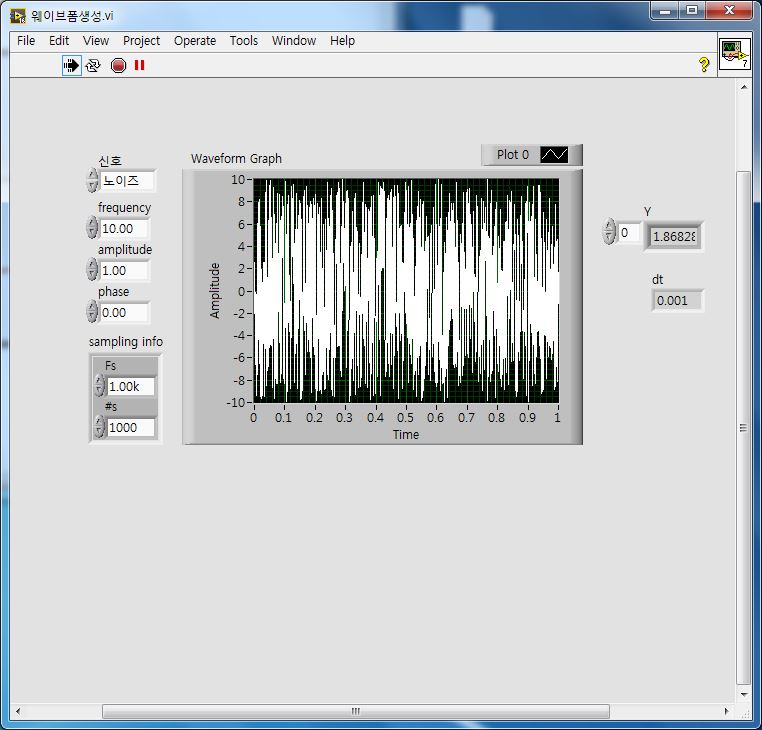 웨이브폼생성.vi
File Edit View Project Operate Tools Window Help
?
7
신호
노이즈
frequency
10.00
amplitude
1.00
phase
0.00
sampling info
Fs
1.00k
#s
1000
Waveform Graph
Plot 0
Amplitude
10
8
6
4
2
0
-2
-4
-6
-8
-10
0 0.1 0.2 0.3 0.4 0.5 0.6 0.7 0.8 0.9 1
Time
Y
0
1.86828
dt
0.001